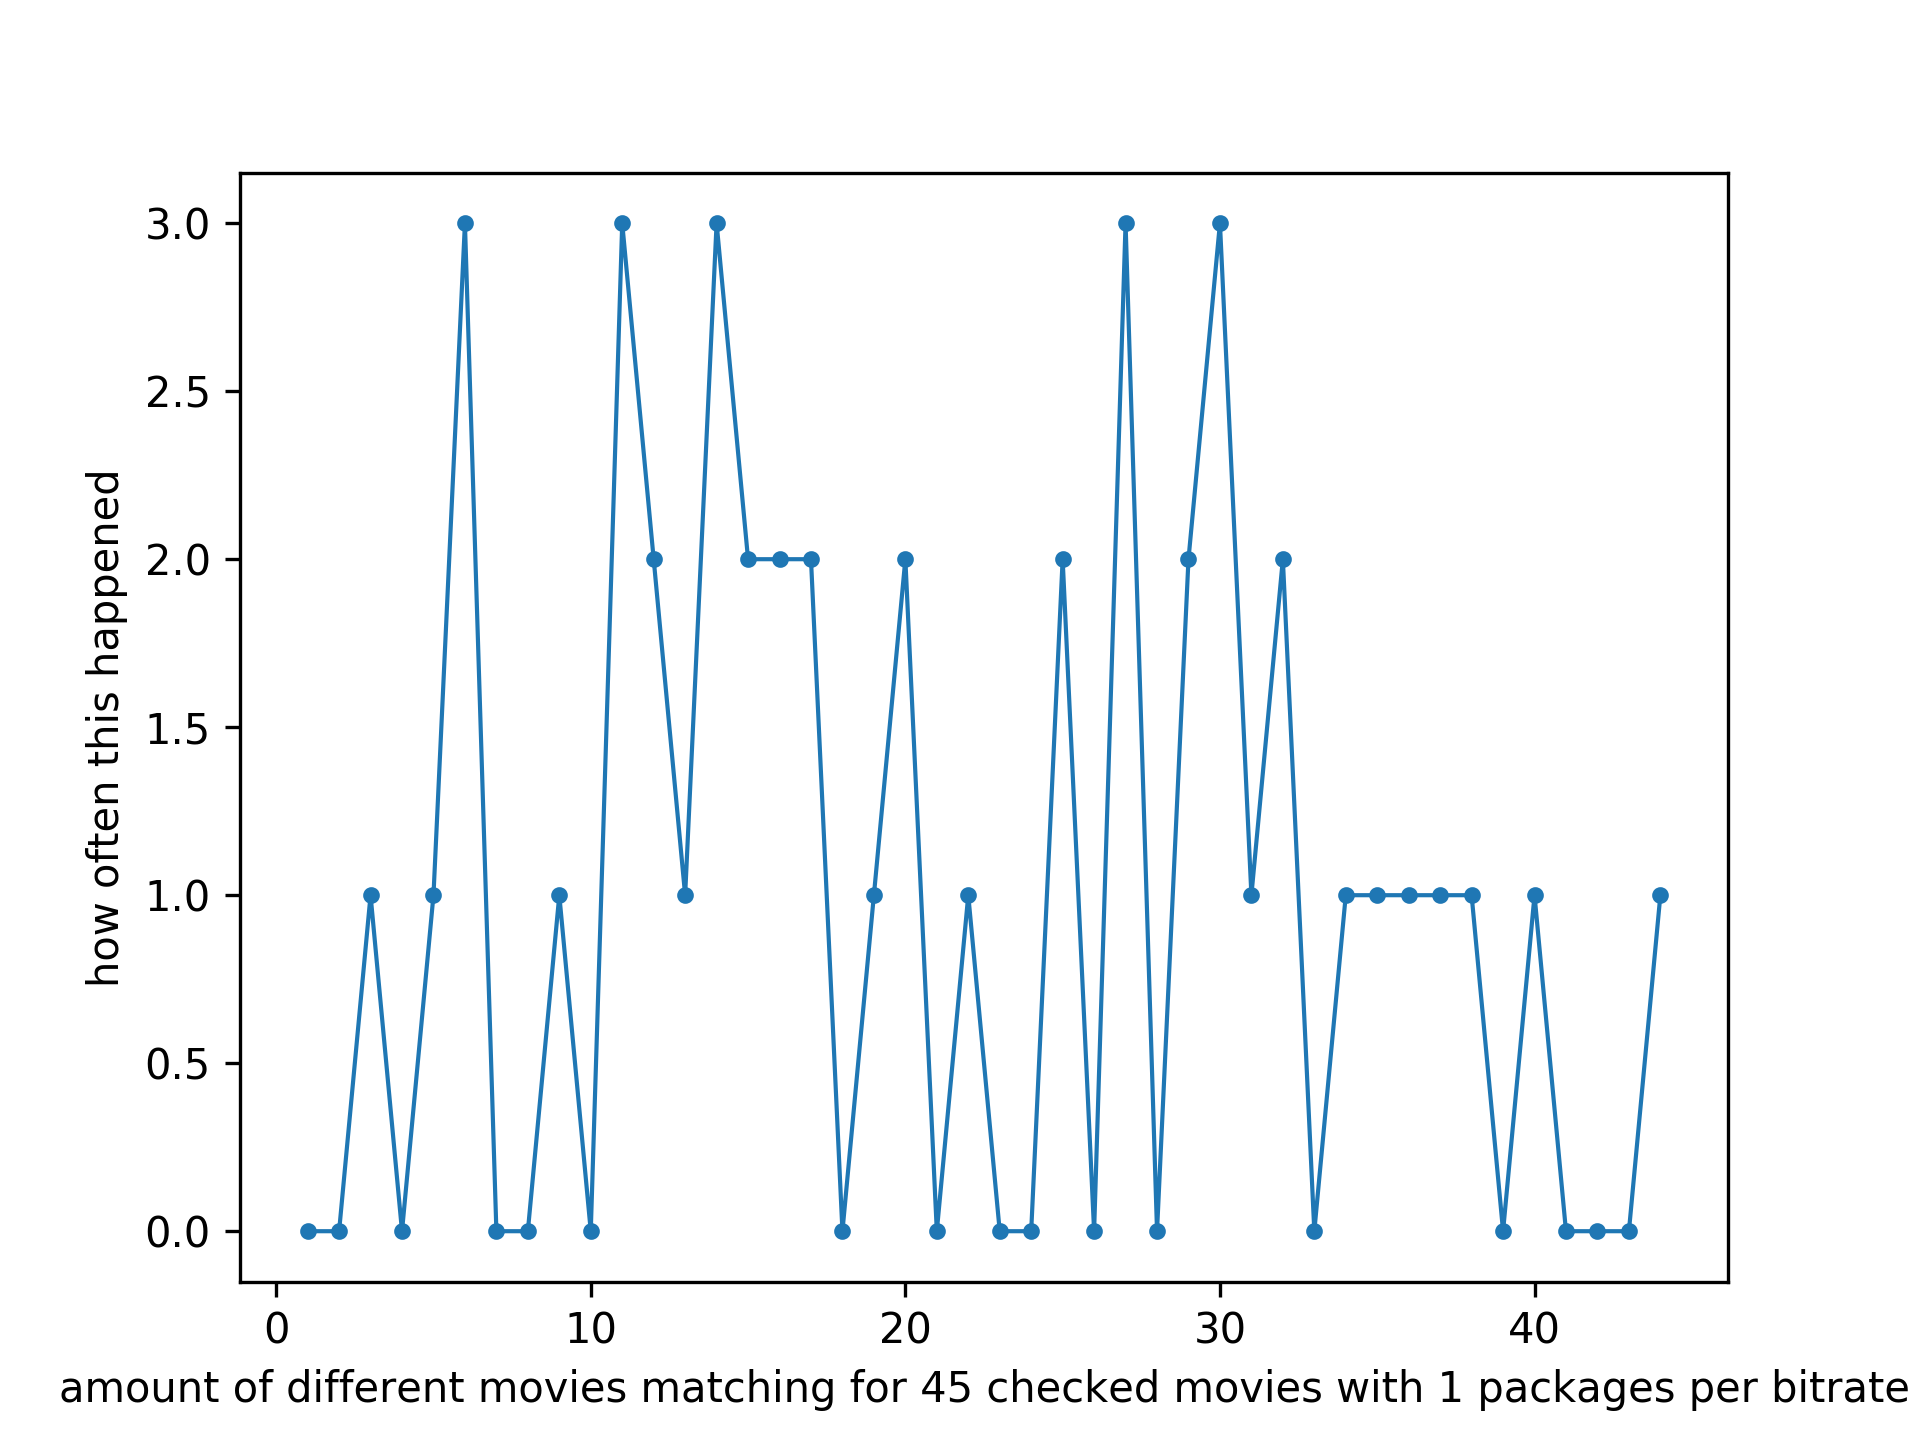 3.0
2.5
2.0
1.5
1.0
0.5
0.0
how often this happened
0 10 20 30 40
amount of different movies matching for 45 checked movies with 1 packages per bitrate